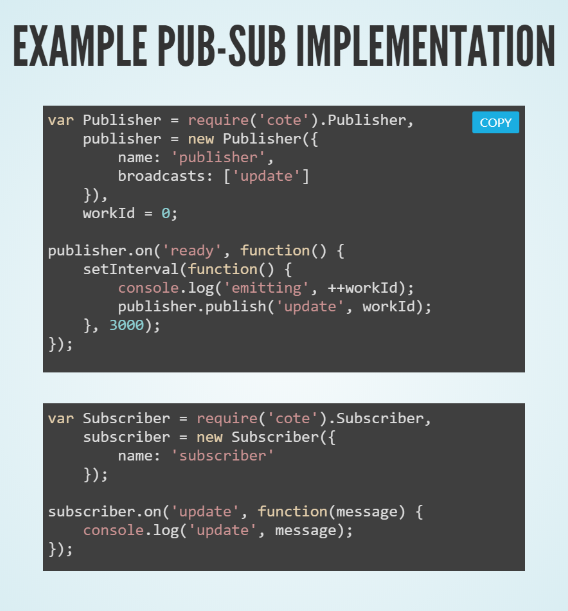 EXAMPLE PUB-SUB IMPLEMENTATION
COPY
var Publisher = require('cote').Publisher,
    publisher = new Publisher({
        name: 'publisher',
        broadcasts: ['update']
    }),
    workId = 0;

publisher.on('ready', function() {
    setInterval(function() {
        console.log('emitting', ++workId);
        publisher.publish('update', workId);
    }, 3000);
});

var Subscriber = require('cote').Subscriber,
    subscriber = new Subscriber({
        name: 'subscriber'
    });

subscriber.on('update', function(message) {
    console.log('update', message);
});